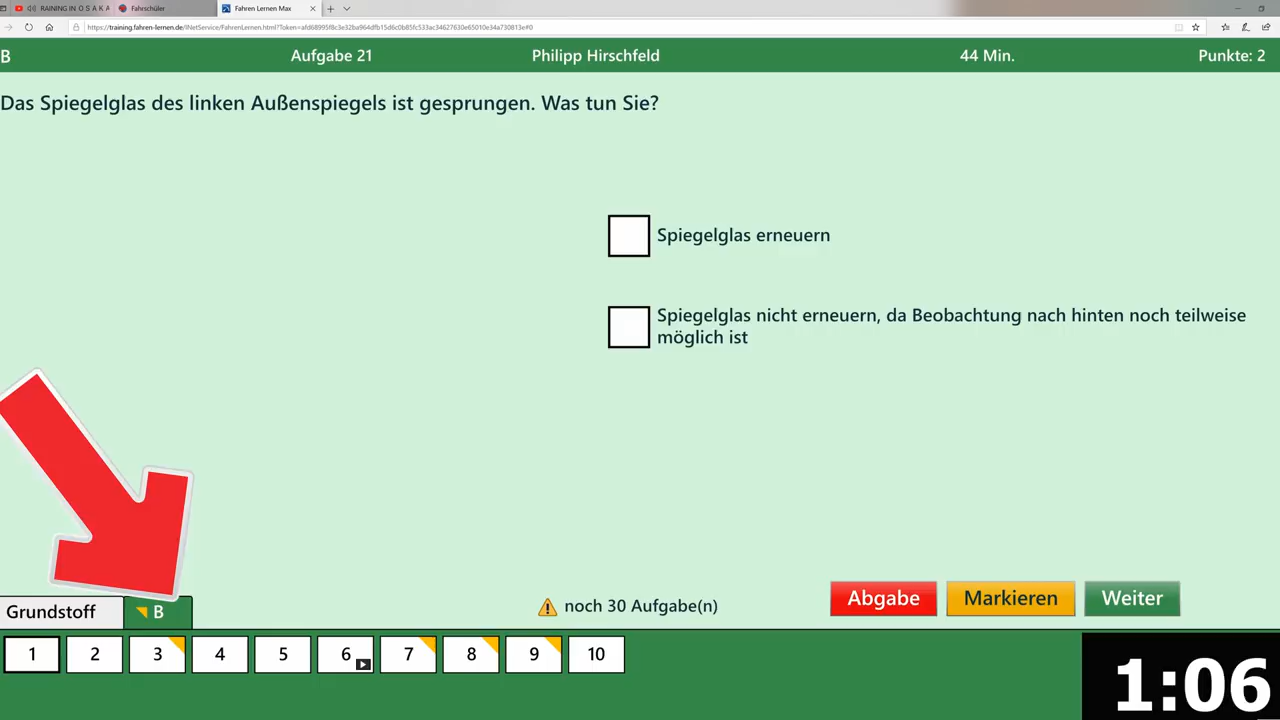 RAINING IN O S A K A
Fahrschüler
Fahren Lernen Max
B
Aufgabe 21
Philipp Hirschfeld
44 Min.
Punkte: 2
Das Spiegelglas des linken Außenspiegels ist gesprungen. Was tun Sie?
Spiegelglas erneuern
Spiegelglas nicht erneuern, da Beobachtung nach hinten noch teilweise
möglich ist
Grundstoff
B
noch 30 Aufgabe(n)
Abgabe
Markieren
Weiter
1
2
3
4
5
6
7
8
9
10
1:06